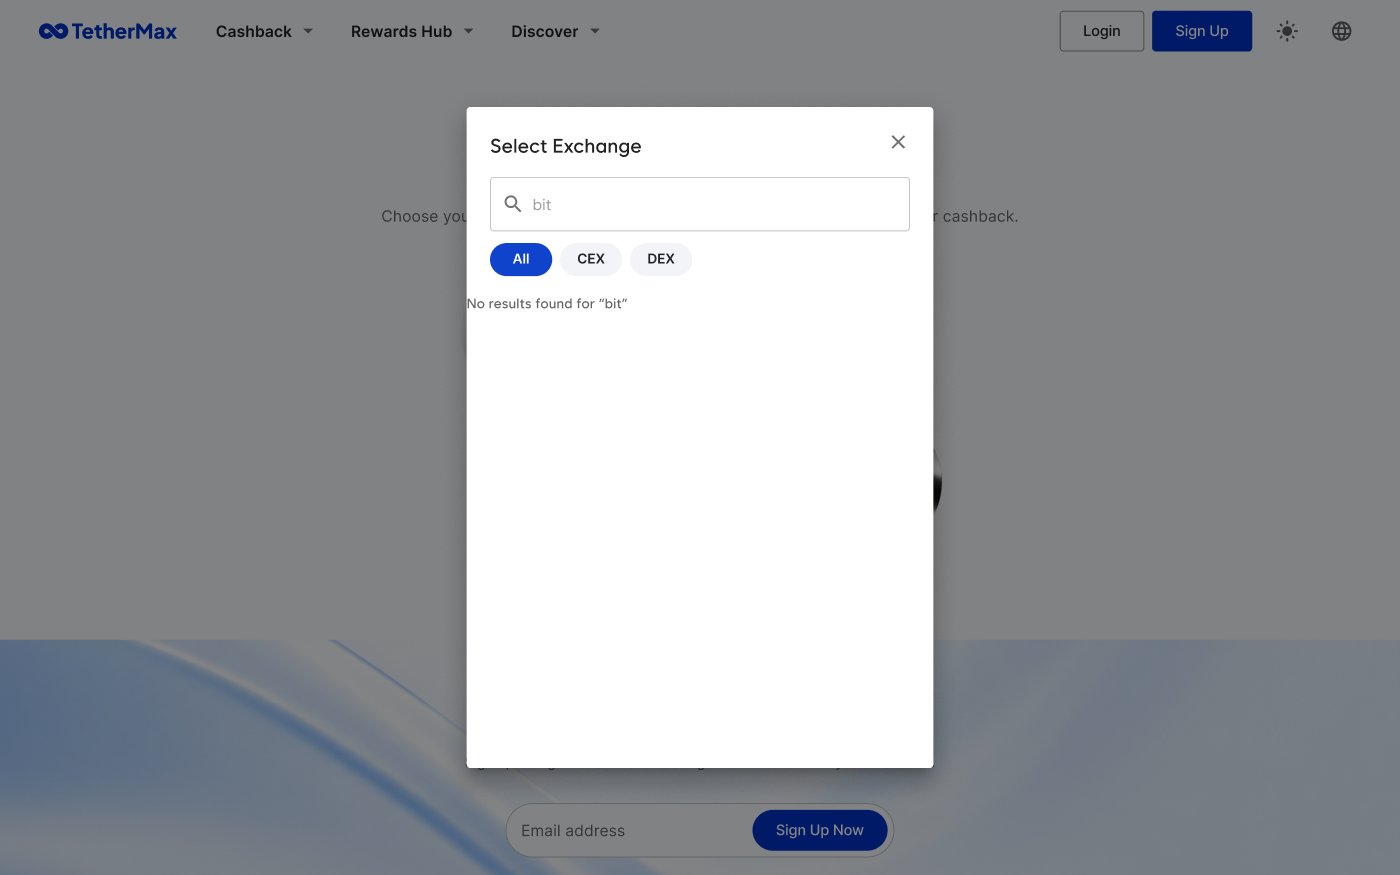 TetherMax
Cashback
Rewards Hub
Discover
Login
Sign Up
Select Exchange
Choose you
r cashback.
bit
All
CEX
DEX
No results found for “bit”
Email address
Sign Up Now